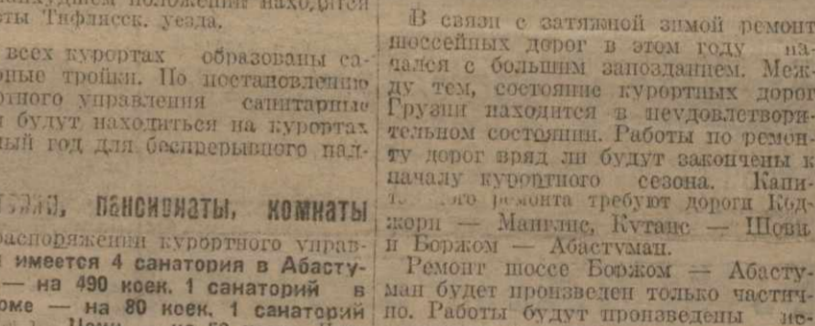 положении находятся
Тифлисск. уезда.
всех курортах образованы са-
тройки. По постановлению
управления санитарные
будут находиться на курортах
год для беспрерывного над-
пансионаты, комнаты
распоряжении курортного управ-
имеется 4 санатория в Абасту-
— на 490 коек. 1 санаторий в
— на 80 коек. 1 санаторий
В связи с затяжной зимой ремонт
шоссейных дорог в этом году на-
чался с большим запозданием. Меж-
ду тем, состояние курортных дорог
Грузии находится в неудовлетвори-
тельном состоянии. Работы по ремон-
ту дорог вряд ли будут закончены к
началу курортного сезона. Капи-
ремонта требуют дороги Код-
жори — Манглис, Кутаис — Шови
и Боржом — Абастуман.
Ремонт шоссе Боржом — Абасту-
ман будет произведен только частич-
но. Работы будут произведены